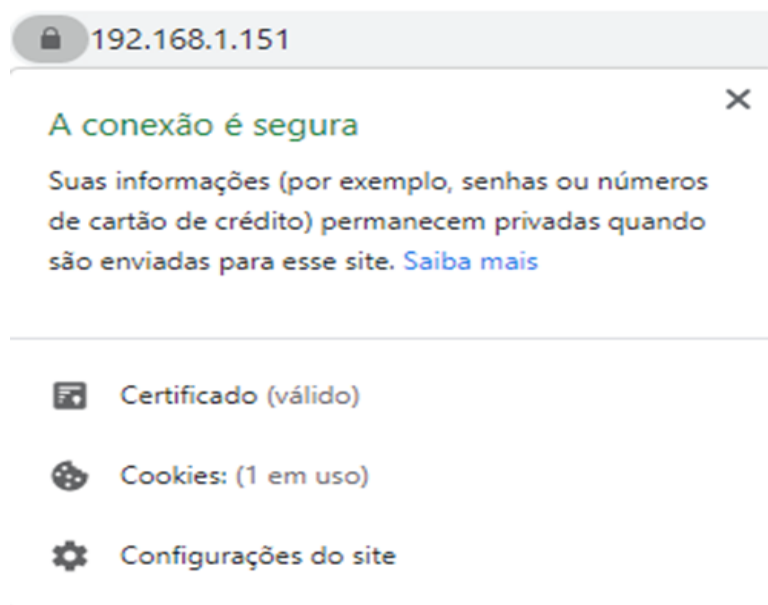 192.168.1.151
A conexão é segura
Suas informações (por exemplo, senhas ou números
de cartão de crédito) permanecem privadas quando
são enviadas para esse site. Saiba mais
Certificado (válido)
Cookies: (1 em uso)
Configurações do site